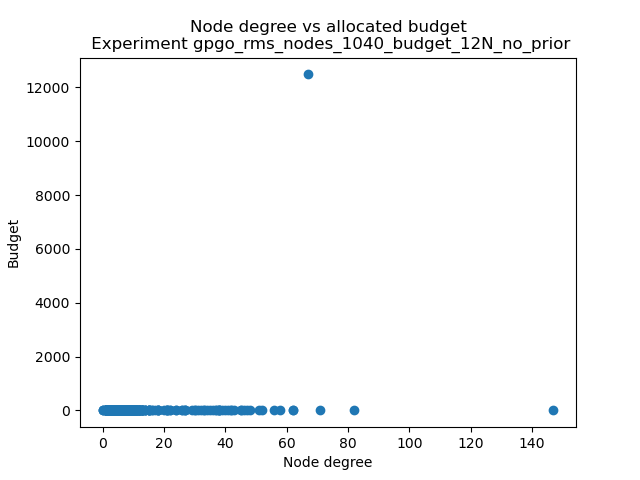 Node degree vs allocated budget
Experiment gpgo_rms_nodes_1040_budget_12N_no_prior
12000
10000
8000
6000
4000
2000
0
Budget
0 20 40 60 80 100 120 140
Node degree